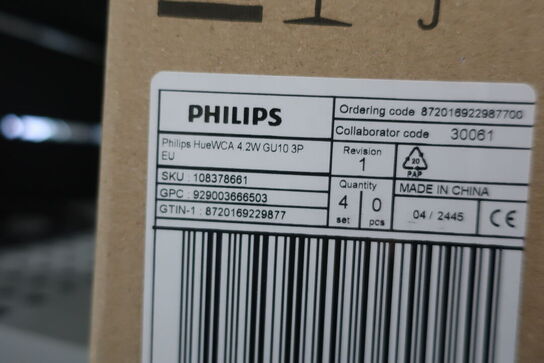 PHILIPS
Philips HueWCA 4.2W GU10 3P
EU
SKU : 108378661
GPC : 929003666503
GTIN-1 : 8720169229877
Ordering code 872016922987700
Collaborator code 30061
Revision
1
20
PAP
Quantity
4 0
set pcs
MADE IN CHINA
04 / 2445
CE